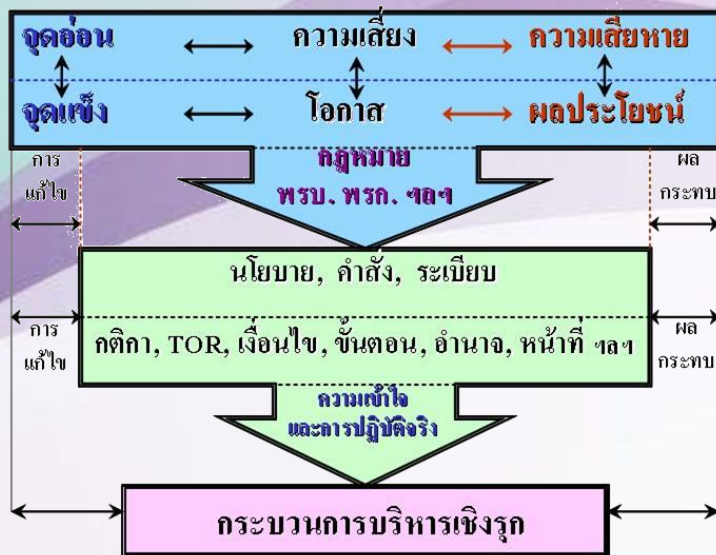 จุดอ่อน ความเสี่ยง ความเสียหาย
จุดแข็ง โอกาส ผลประโยชน์
การ
แก้ไข
กฎหมาย
พรบ. พรก. ฯลฯ
ผล
กระทบ
นโยบาย, คำสั่ง, ระเบียบ
การ
แก้ไข
กติกา, TOR, เงื่อนไข, ขั้นตอน, อำนาจ, หน้าที่ ฯลฯ
ผล
กระทบ
ความเข้าใจ
และการปฏิบัติจริง
กระบวนการบริหารเชิงรุก